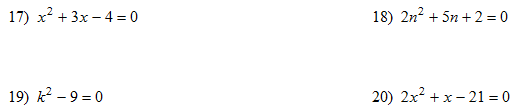 17) x² + 3x − 4 = 0 18) 2n² + 5n + 2 = 0
19) k² − 9 = 0 20) 2x² + x − 21 = 0